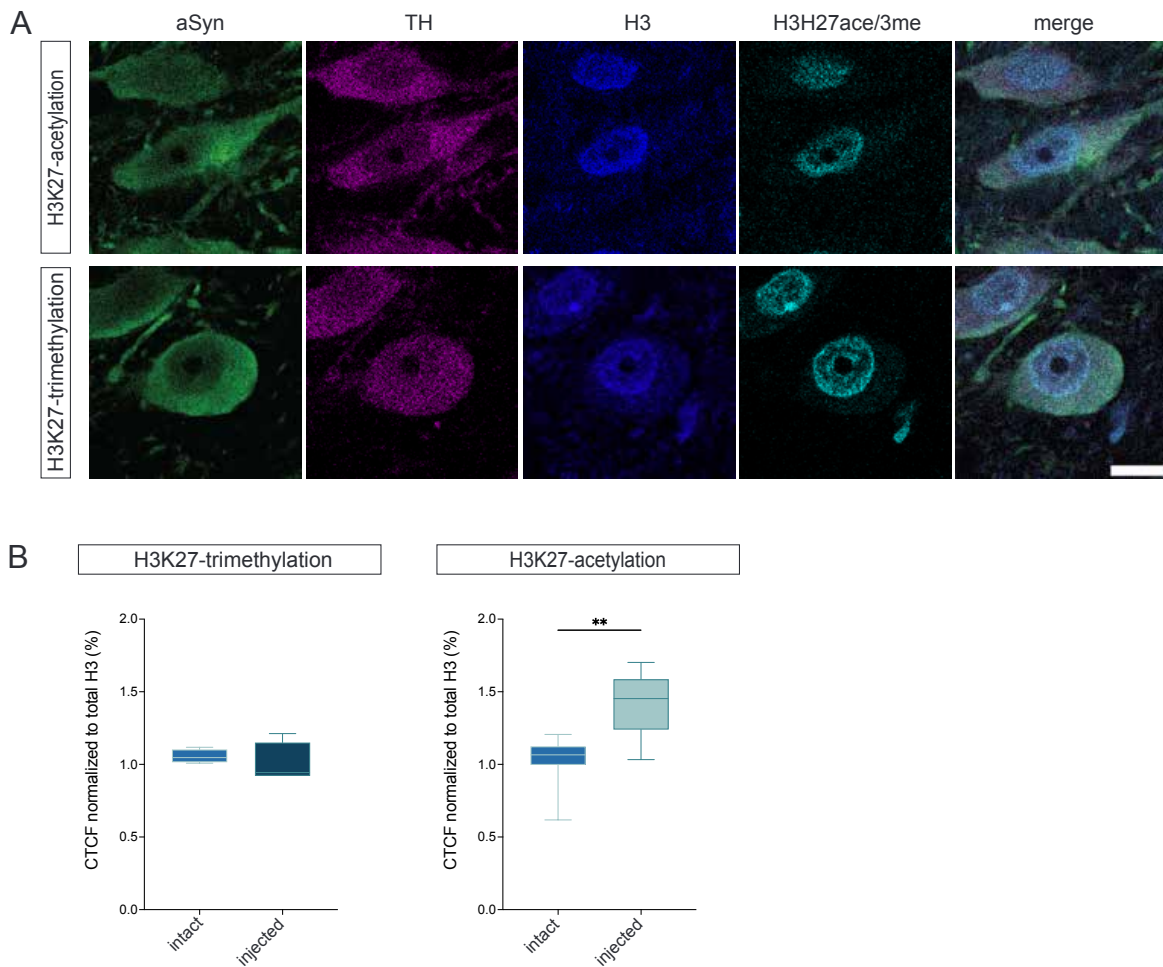 A
aSyn TH H3 H3H27ace/3me merge
H3K27-acetylation
H3K27-trimethylation
B
H3K27-trimethylation H3K27-acetylation
CTCF normalized to total H3 (%)
2.0
1.5
1.0
0.5
0.0
intact injected
CTCF normalized to total H3 (%)
2.0
1.5
1.0
0.5
0.0
**
intact injected